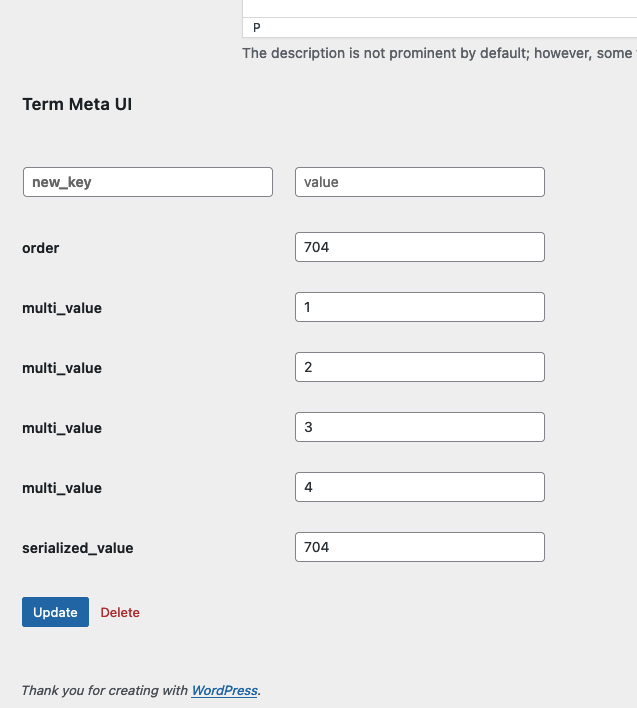 P
The description is not prominent by default; however, some
Term Meta UI
new_key value
order 704
multi_value 1
multi_value 2
multi_value 3
multi_value 4
serialized_value 704
Update Delete
Thank you for creating with WordPress.